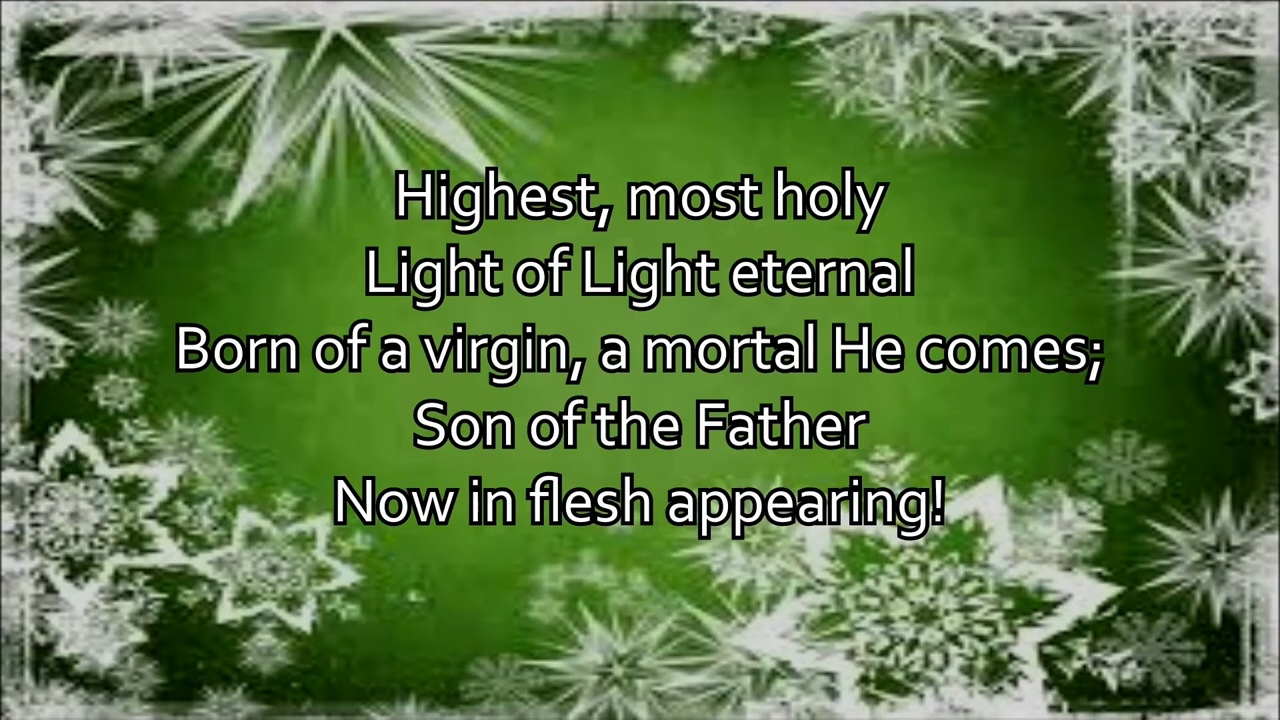 Highest, most holy
Light of Light eternal
Born of a virgin, a mortal He comes;
Son of the Father
Now in flesh appearing!